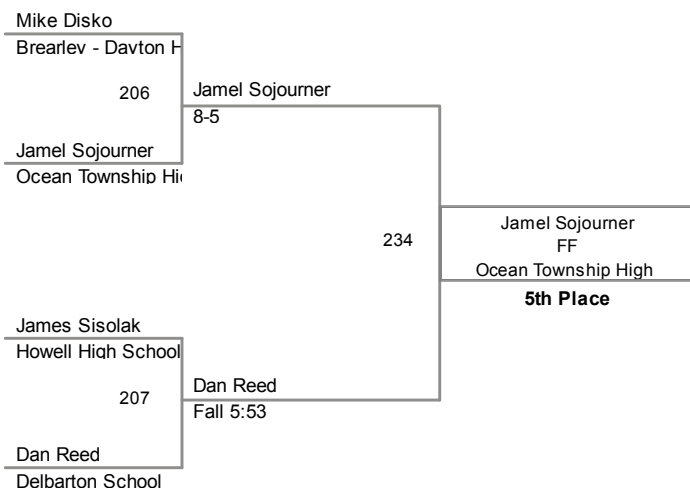 Mike Disko
Brearley - Dayton H
206
Jamel Sojourner
8-5
Jamel Sojourner
Ocean Township Hi
234
Jamel Sojourner
FF
Ocean Township High
5th Place
James Sisolak
Howell High School
207
Dan Reed
Fall 5:53
Dan Reed
Delbarton School